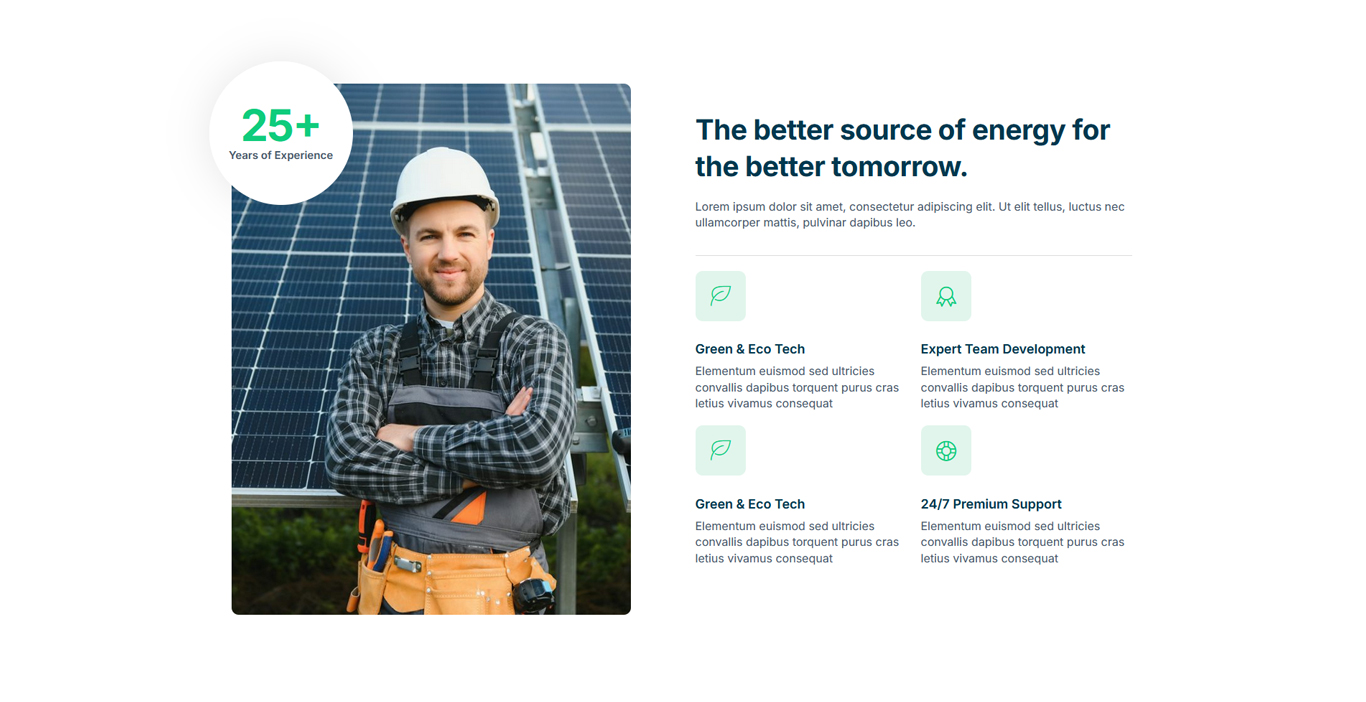 25+
Years of Experience
The better source of energy for
the better tomorrow.
Lorem ipsum dolor sit amet, consectetur adipiscing elit. Ut elit tellus, luctus nec
ullamcorper mattis, pulvinar dapibus leo.
Green & Eco Tech
Elementum euismod sed ultricies
convallis dapibus torquent purus cras
letius vivamus consequat
Expert Team Development
Elementum euismod sed ultricies
convallis dapibus torquent purus cras
letius vivamus consequat
Green & Eco Tech
Elementum euismod sed ultricies
convallis dapibus torquent purus cras
letius vivamus consequat
24/7 Premium Support
Elementum euismod sed ultricies
convallis dapibus torquent purus cras
letius vivamus consequat